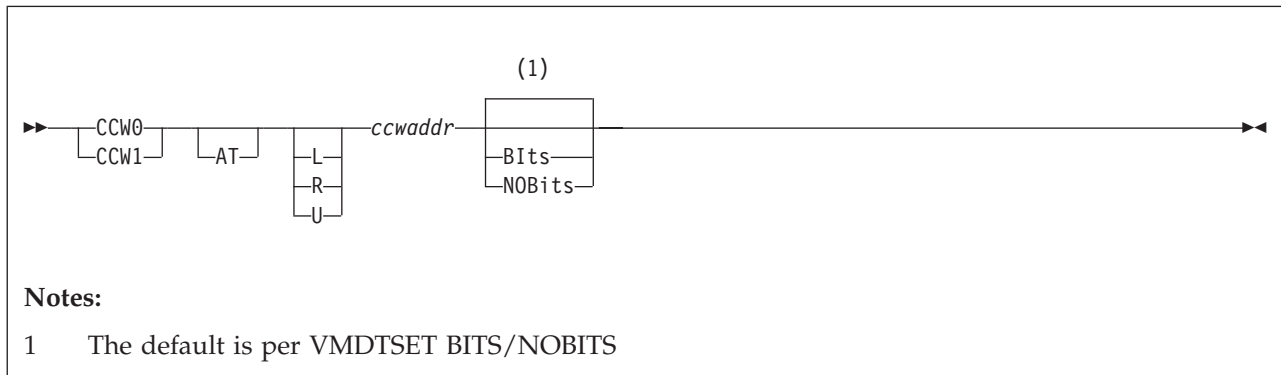 (1)
CCW0 ccwaddr
CCW1 AT L BIts
R NOBits
U
Notes:
1 The default is per VMDTSET BITS/NOBITS